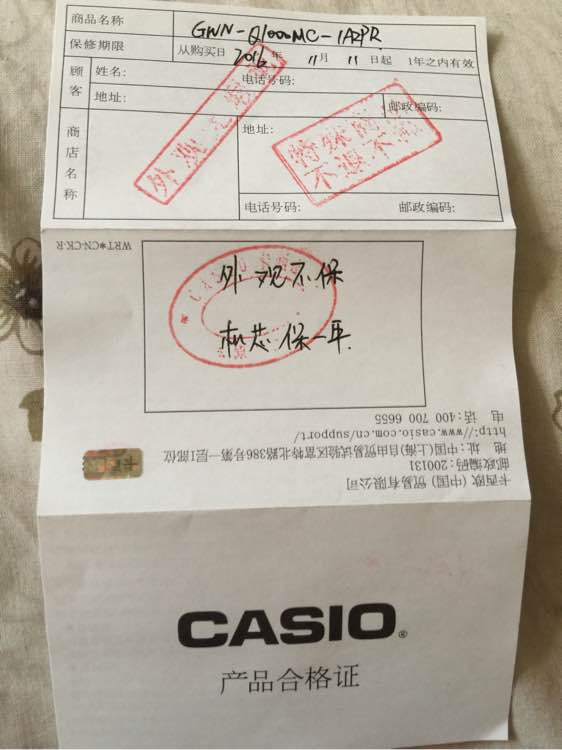 商品名称 GWN-Q1000MC-1A2PR
保修期限 从购买日 2016 年 11 月 11 日起 1年之内有效
顾客 姓名: 电话号码:
地址: 邮政编码:
商店名称 地址:
电话号码: 邮政编码:
外观
特殊
不退不
WRT*CN-CK-R
CASIO
外观不保
机芯保一年
卡西欧（中国）贸易有限公司
邮政编码:200131
地 址:中国(上海)自由贸易试验区富特北路386号第一层I部位
http://www.casio.com.cn/support/
电 话:400 700 6655
CASIO®
产品合格证